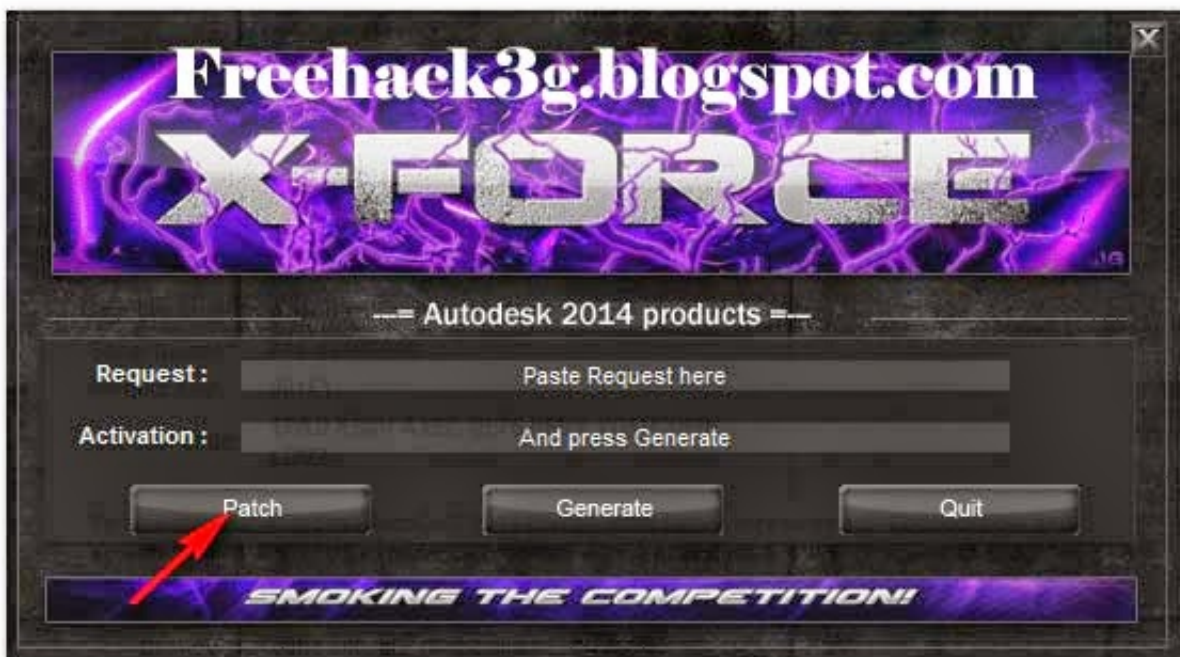 Freehack3g.blogspot.com
X-FORCE
---= Autodesk 2014 products =---
Request :
Paste Request here
Activation :
And press Generate
Patch
Generate
Quit
SMOKING THE COMPETITION!